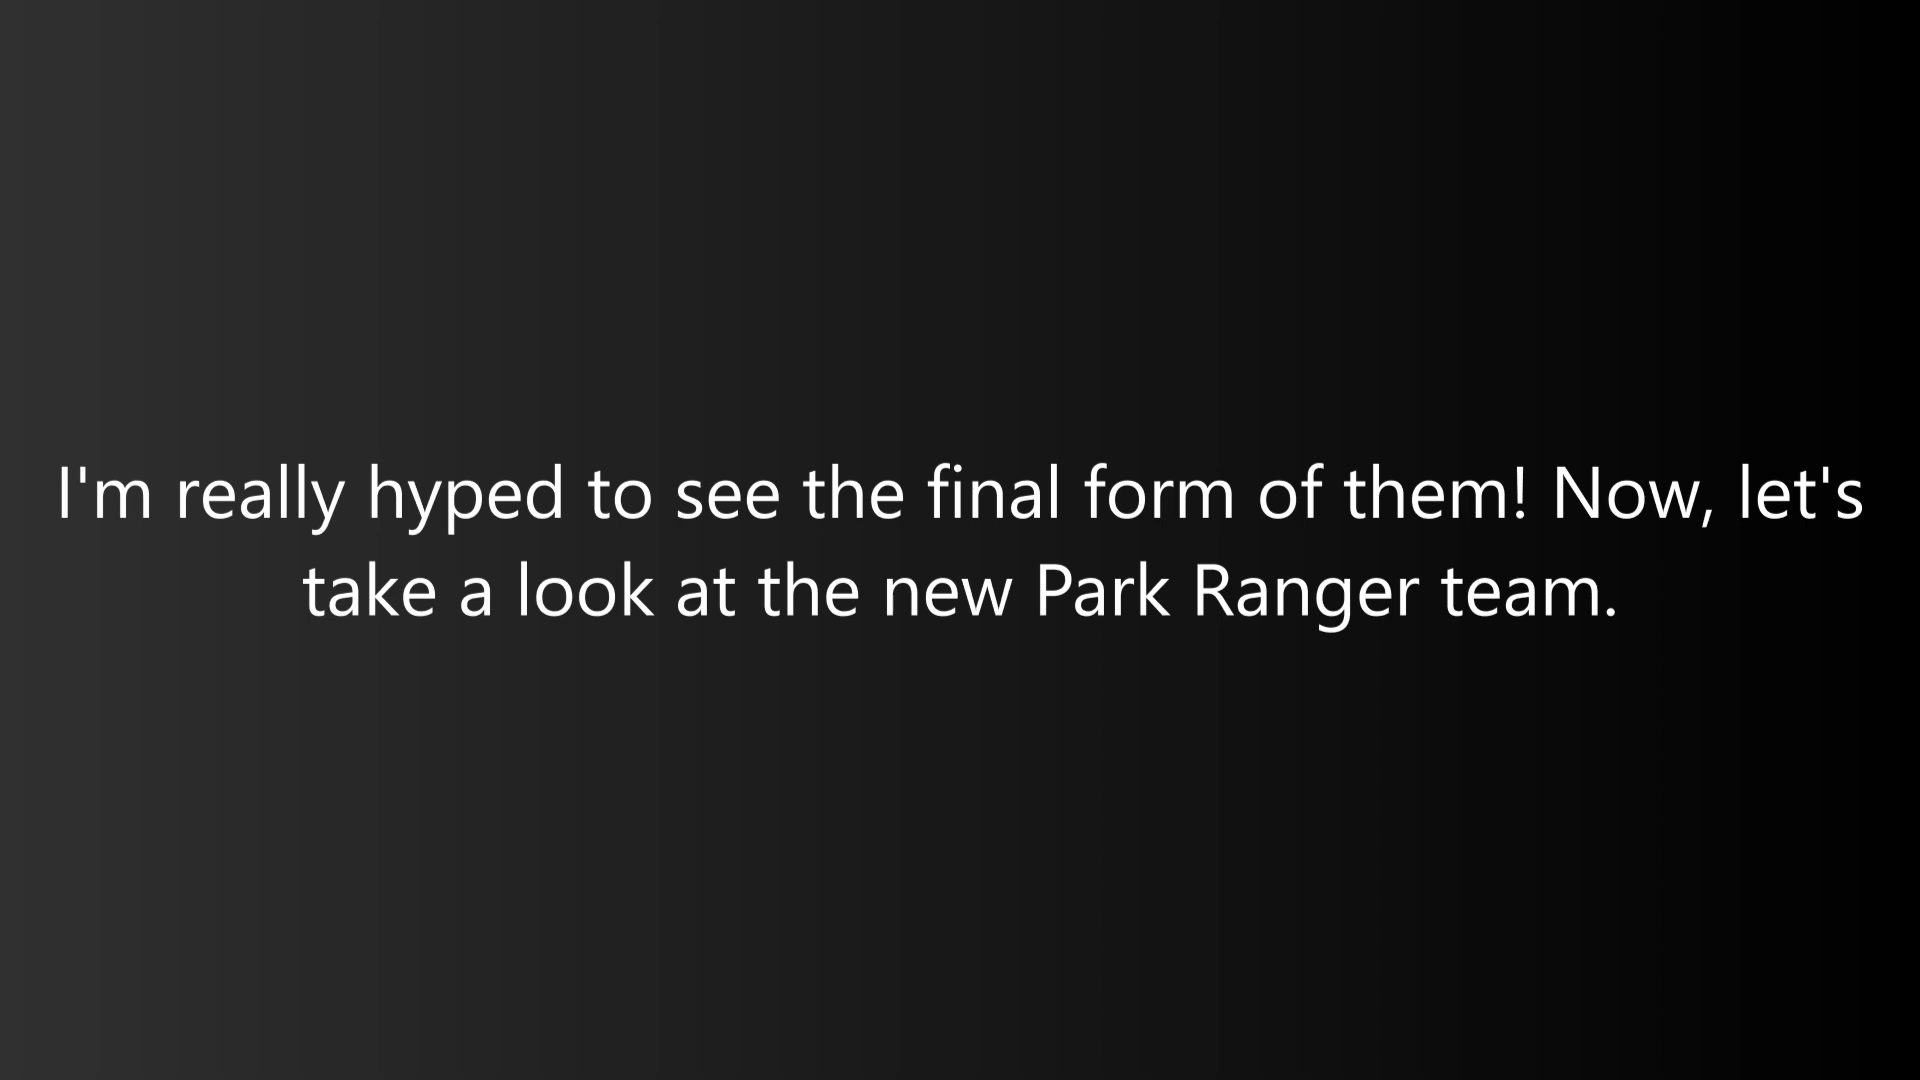 I'm really hyped to see the final form of them! Now, let's
take a look at the new Park Ranger team.